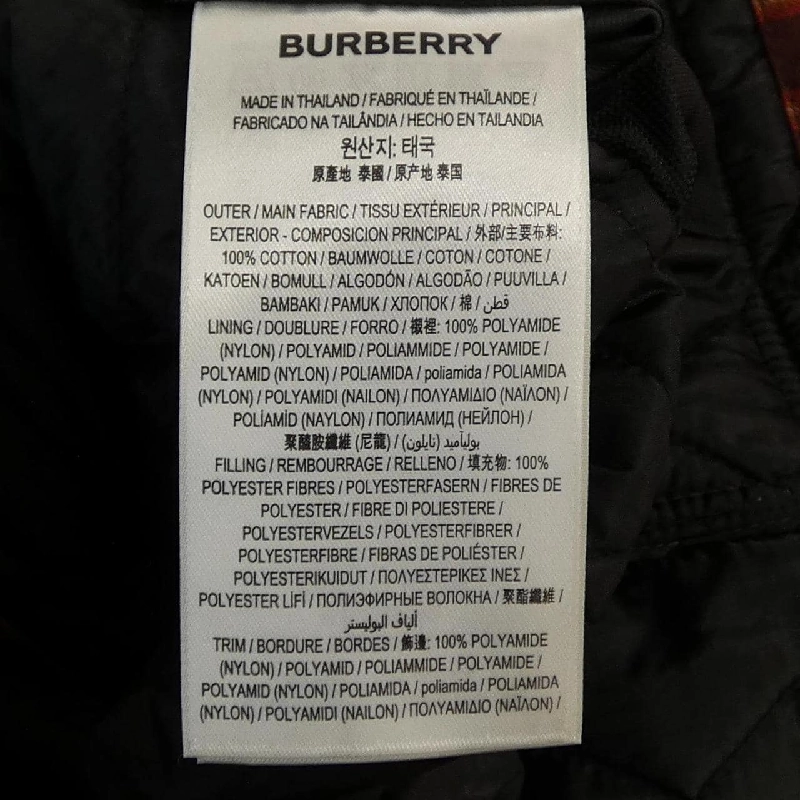 BURBERRY
MADE IN THAILAND / FABRIQUÉ EN THAÏLANDE /
FABRICADO NA TAILÂNDIA / HECHO EN TAILANDIA
원산지: 태국
原產地 泰國 / 原产地 泰国
OUTER / MAIN FABRIC / TISSU EXTÉRIEUR / PRINCIPAL /
EXTERIOR - COMPOSICION PRINCIPAL / 外部/主要布料:
100% COTTON / BAUMWOLLE / COTON / COTONE /
KATOEN / BOMULL / ALGODÓN / ALGODÃO / PUUVILLA /
BAMBAKI / PAMUK / ХЛОПОК / 棉 / قطن
LINING / DOUBLURE / FORRO / 襯裡: 100% POLYAMIDE
(NYLON) / POLYAMID / POLIAMMIDE / POLYAMIDE /
POLYAMID (NYLON) / POLIAMIDA / poliamida / POLIAMIDA
(NYLON) / POLYAMIDI (NAILON) / ΠΟΛΥΑΜΙΔΙΟ (ΝΑΪΛΟΝ) /
POLİAMİD (NAYLON) / ПОЛИАМИД (НЕЙЛОН) /
聚醯胺纖維 (尼龍) / بولياميد (نايلون)
FILLING / REMBOURRAGE / RELLENO / 填充物: 100%
POLYESTER FIBRES / POLYESTERFASERN / FIBRES DE
POLYESTER / FIBRE DI POLIESTERE /
POLYESTERVEZELS / POLYESTERFIBRER /
POLYESTERFIBRE / FIBRAS DE POLIÉSTER /
POLYESTERIKUIDUT / ΠΟΛΥΕΣΤΕΡΙΚΕΣ ΙΝΕΣ /
POLYESTER LİFİ / ПОЛИЭФИРНЫЕ ВОЛОКНА / 聚酯纖維 /
ألياف البوليستر
TRIM / BORDURE / BORDES / 飾邊: 100% POLYAMIDE
(NYLON) / POLYAMID / POLIAMMIDE / POLYAMIDE /
POLYAMID (NYLON) / POLIAMIDA / poliamida / POLIAMIDA
(NYLON) / POLYAMIDI (NAILON) / ΠΟΛΥΑΜΙΔΙΟ (ΝΑΪΛΟΝ) /